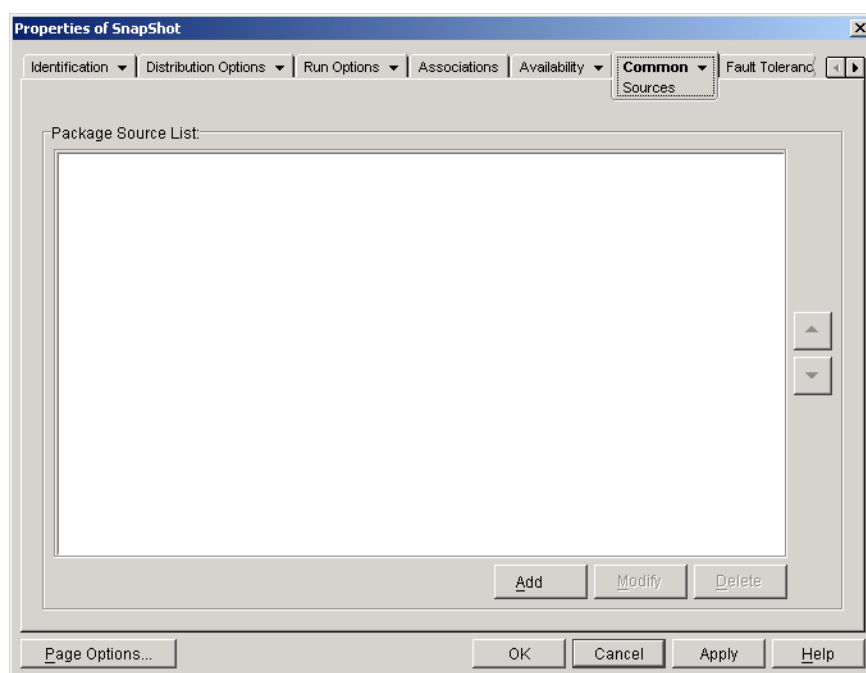 Properties of SnapShot
Identification Distribution Options Run Options Associations Availability Common Fault Toleranc
Sources
Package Source List:
Add Modify Delete
Page Options... OK Cancel Apply Help